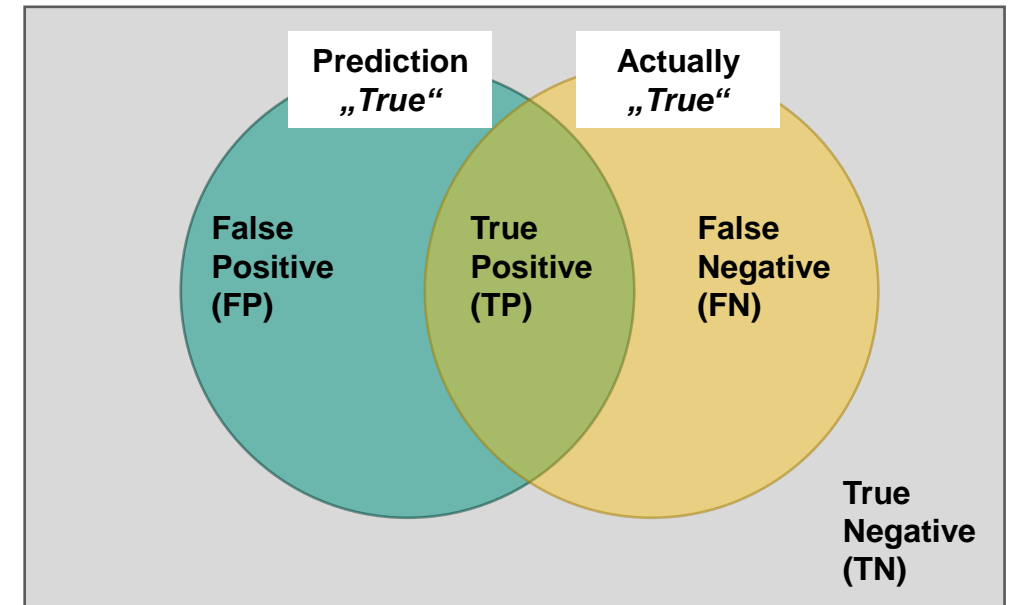 Prediction
„True“
Actually
„True“
False
Positive
(FP)
True
Positive
(TP)
False
Negative
(FN)
True
Negative
(TN)